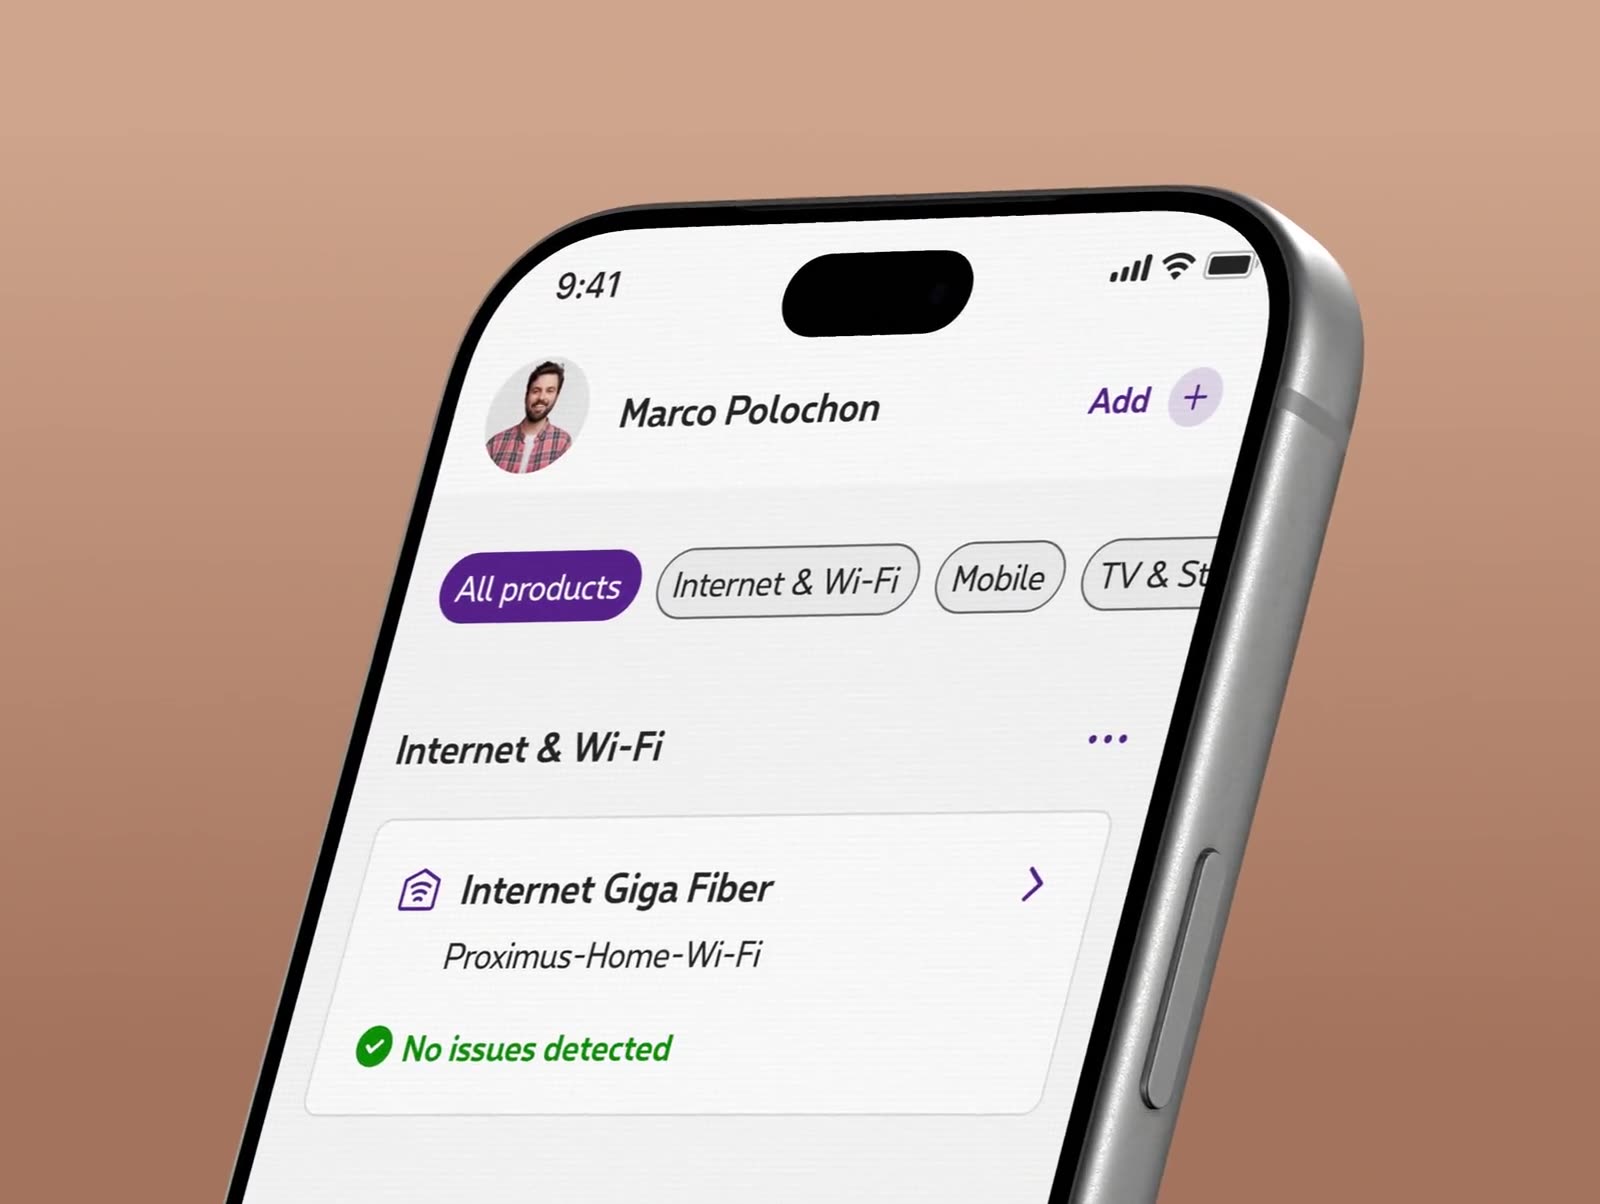 9:41
Marco Polochon
Add
All products
Internet & Wi-Fi
Mobile
TV & St
Internet & Wi-Fi
Internet Giga Fiber
Proximus-Home-Wi-Fi
No issues detected